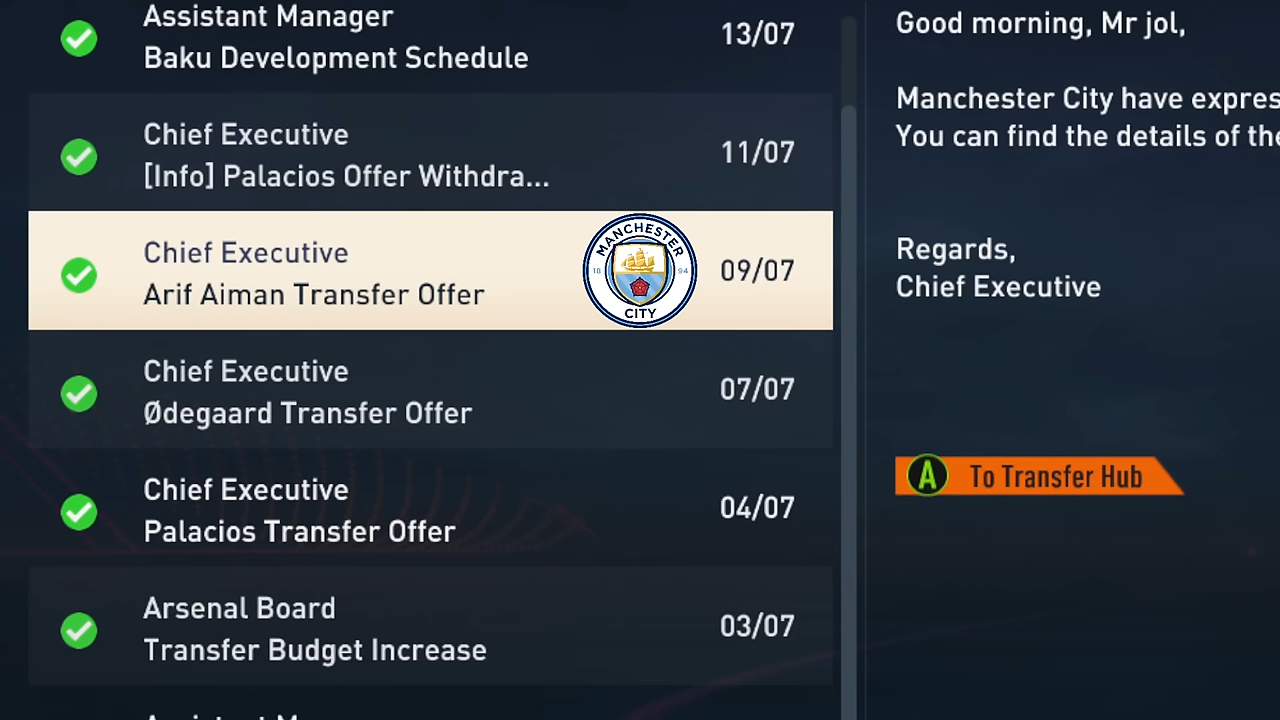 Assistant Manager
Baku Development Schedule
13/07
Chief Executive
[Info] Palacios Offer Withdra...
11/07
Chief Executive
Arif Aiman Transfer Offer
MANCHESTER
18 94
CITY
09/07
Chief Executive
Ødegaard Transfer Offer
07/07
Chief Executive
Palacios Transfer Offer
04/07
Arsenal Board
Transfer Budget Increase
03/07
Good morning, Mr jol,
Manchester City have expres
You can find the details of the
Regards,
Chief Executive
A To Transfer Hub